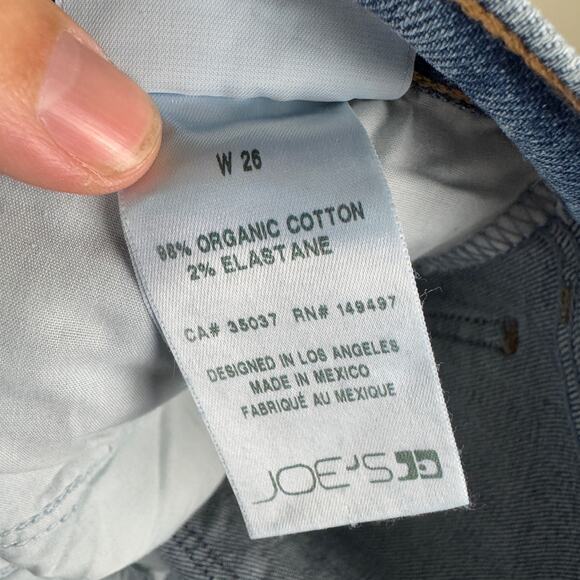 W 26
98% ORGANIC COTTON
2% ELASTANE
CA# 35037 RN# 149497
DESIGNED IN LOS ANGELES
MADE IN MEXICO
FABRIQUÉ AU MEXIQUE
JOE'S